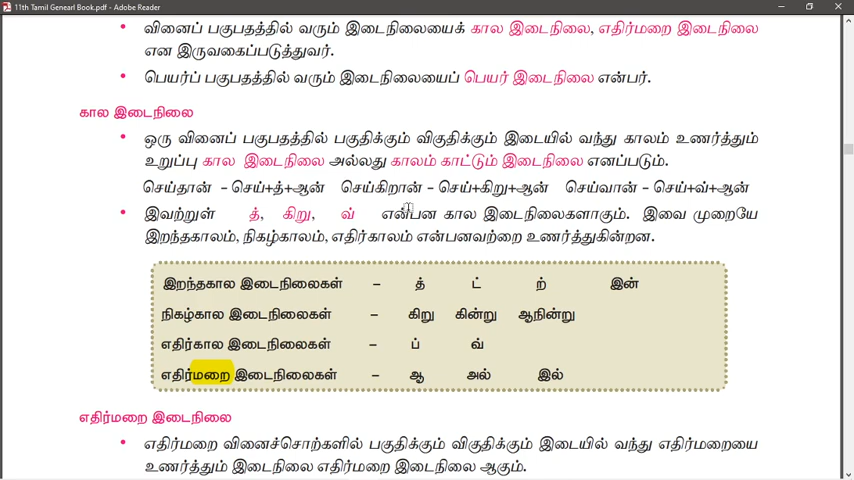 11th Tamil Genearl Book.pdf - Adobe Reader
• வினைப் பகுபதத்தில் வரும் இடைநிலையைக் கால இடைநிலை, எதிர்மறை இடைநிலை
என இருவகைப்படுத்துவர்.
• பெயர்ப் பகுபதத்தில் வரும் இடைநிலையைப் பெயர் இடைநிலை என்பர்.
கால இடைநிலை
• ஒரு வினைப் பகுபதத்தில் பகுதிக்கும் விகுதிக்கும் இடையில் வந்து காலம் உணர்த்தும்
உறுப்பு கால இடைநிலை அல்லது காலம் காட்டும் இடைநிலை எனப்படும்.
செய்தான் - செய்+த்+ஆன் செய்கிறான் - செய்+கிறு+ஆன் செய்வான் - செய்+வ்+ஆன்
• இவற்றுள் த், கிறு, வ் என்பன கால இடைநிலைகளாகும். இவை முறையே
இறந்தகாலம், நிகழ்காலம், எதிர்காலம் என்பனவற்றை உணர்த்துகின்றன.
இறந்தகால இடைநிலைகள் – த் ட் ற் இன்
நிகழ்கால இடைநிலைகள் – கிறு கின்று ஆநின்று
எதிர்கால இடைநிலைகள் – ப் வ்
எதிர்மறை இடைநிலைகள் – ஆ அல் இல்
எதிர்மறை இடைநிலை
• எதிர்மறை வினைச்சொற்களில் பகுதிக்கும் விகுதிக்கும் இடையில் வந்து எதிர்மறையை
உணர்த்தும் இடைநிலை எதிர்மறை இடைநிலை ஆகும்.